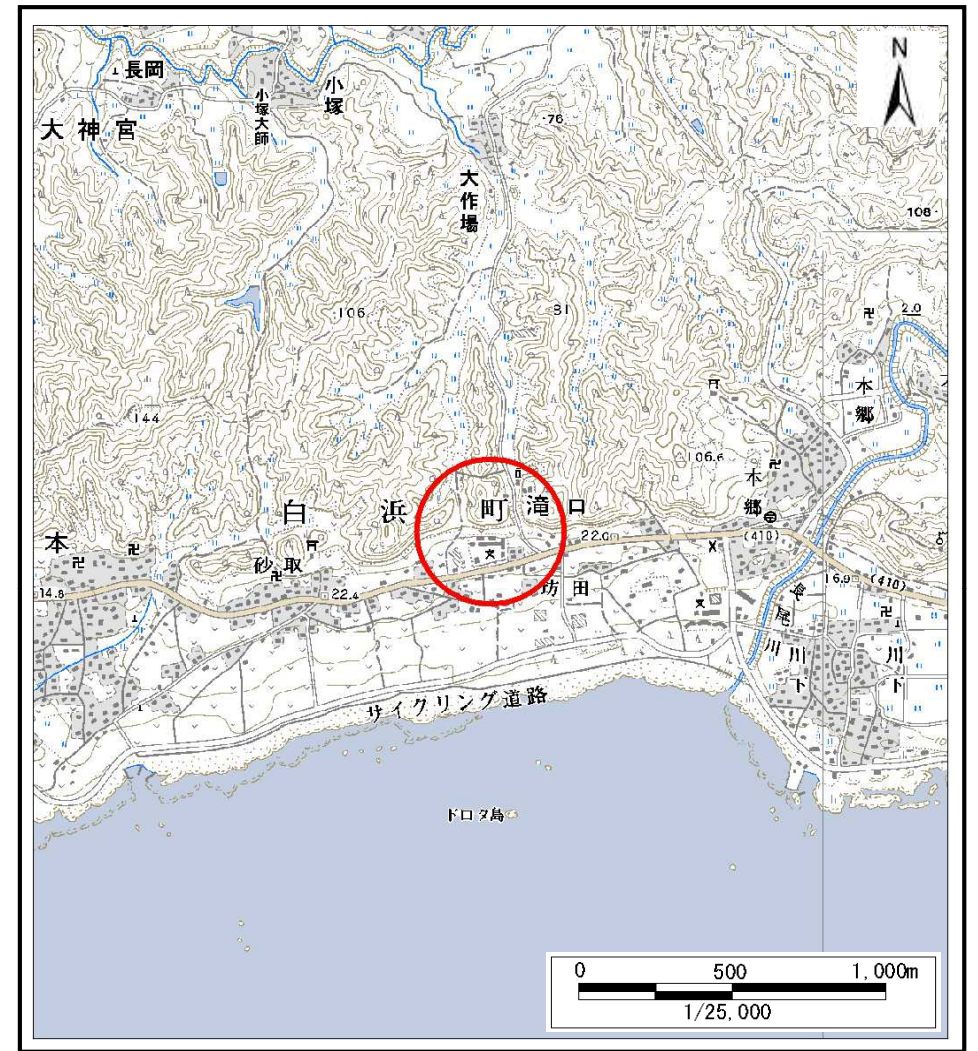 N
長岡
小塚
小塚大師
大神宮
76
大作場
108
2.0
106
81
本郷
144
106.6
本郷
白浜町滝口
本
22.0
(410)
砂取
14.8
22.4
坊田
16.9
(410)
長尾川
川下
川下
サイクリング道路
ドロタ島
0 500 1,000m
1/25,000